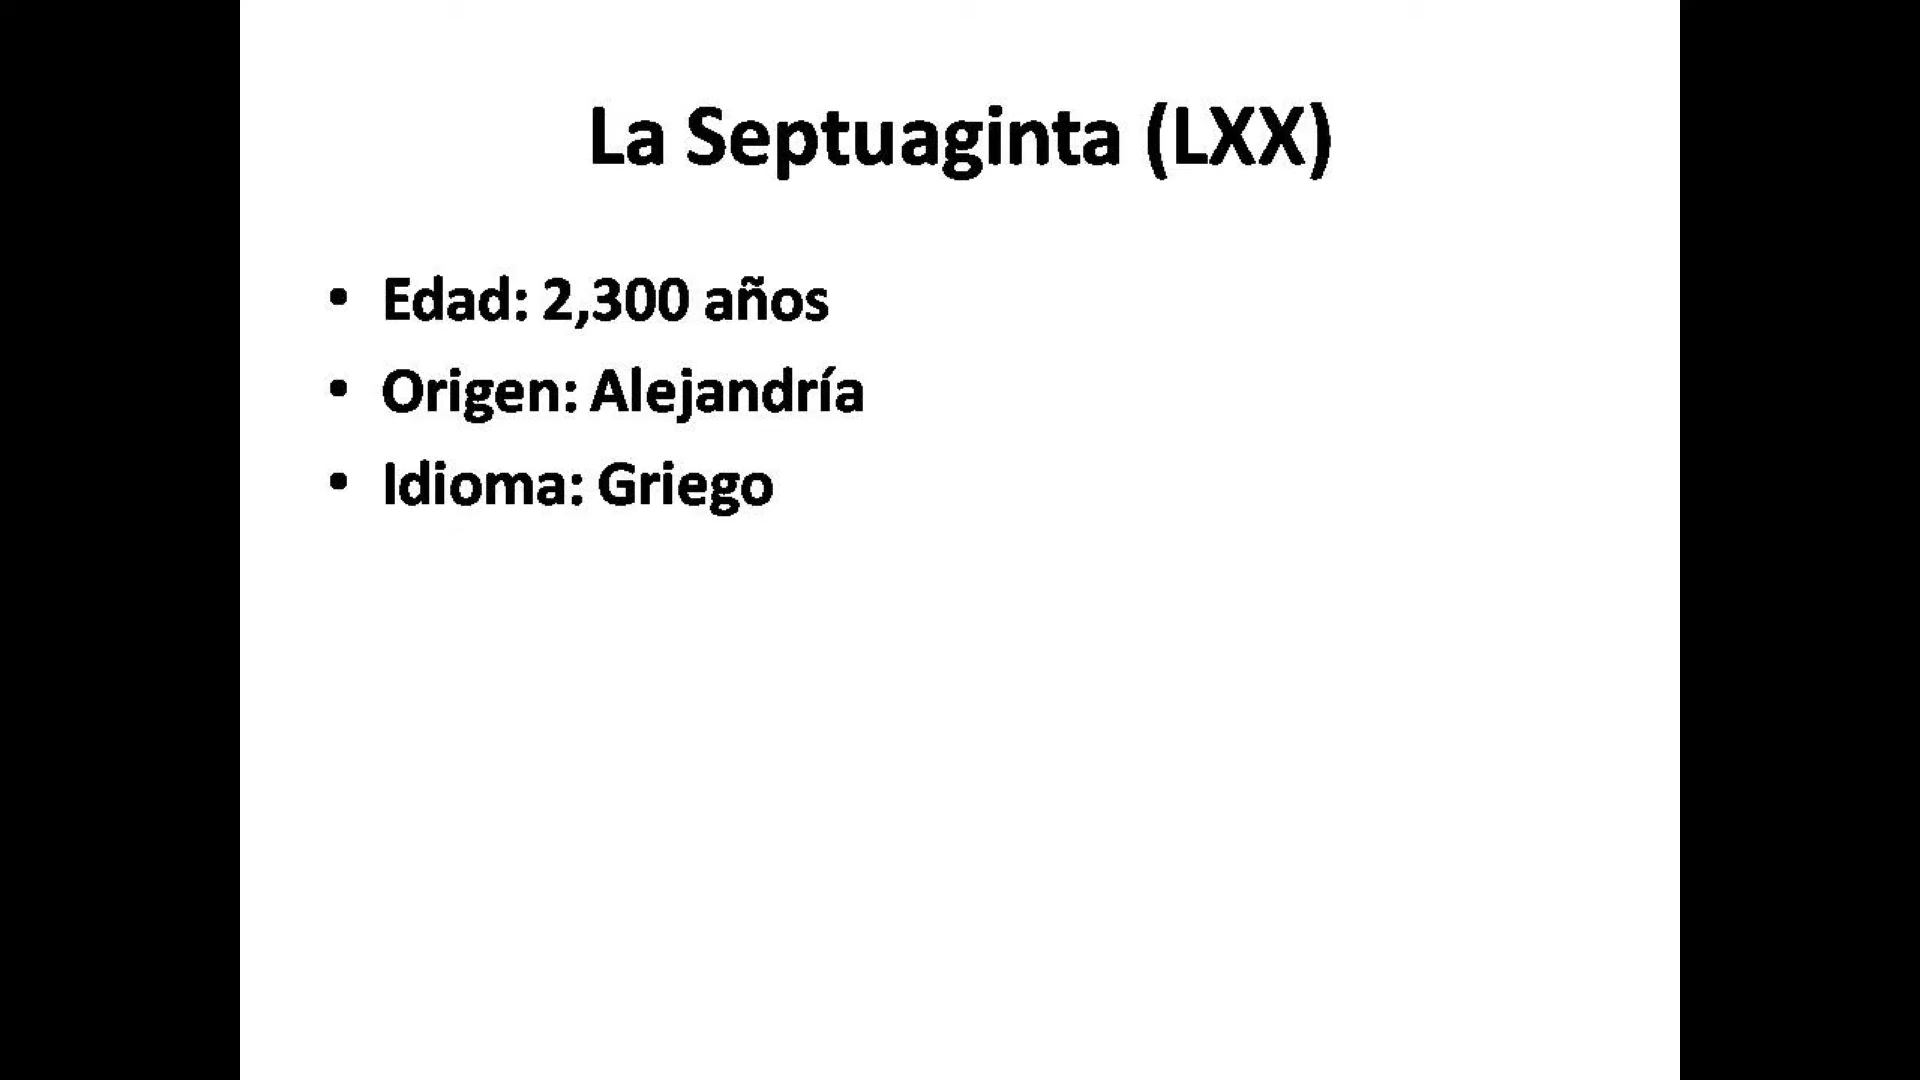 La Septuaginta (LXX)
• Edad: 2,300 años
• Origen: Alejandría
• Idioma: Griego